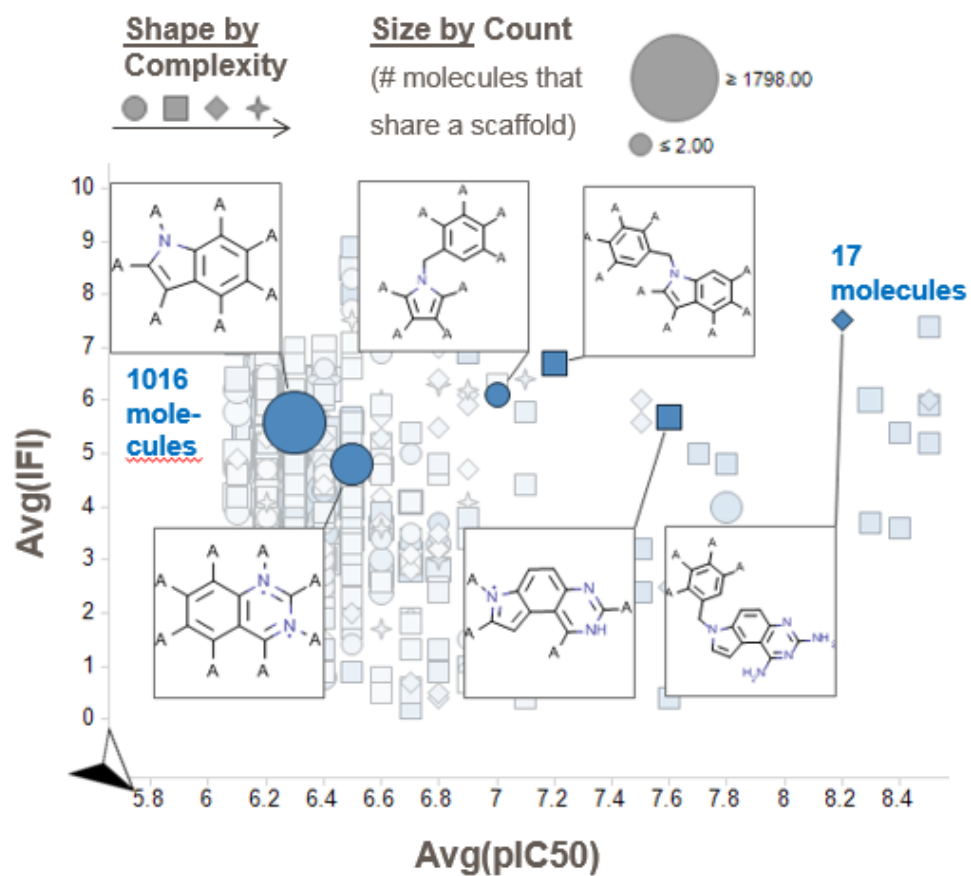 Shape by
Complexity
Size by Count
(# molecules that
share a scaffold)
≥ 1798.00
≤ 2.00
10
9
8
7
6
5
4
3
2
1
0
Avg(IFI)
A
N
A
A
A
A
A
A
A
A
A
A
N
A
A
A
A
A
A
A
A
N
A
A
A
A
A
A
17
molecules
1016
mole-
cules
A
A
A
N
A
A
N
A
A
A
A
N
N
A
A
NH
A
A
A
A
A
N
N
N
NH₂
H₂N
5.8
6
6.2
6.4
6.6
6.8
7
7.2
7.4
7.6
7.8
8
8.2
8.4
Avg(pIC50)